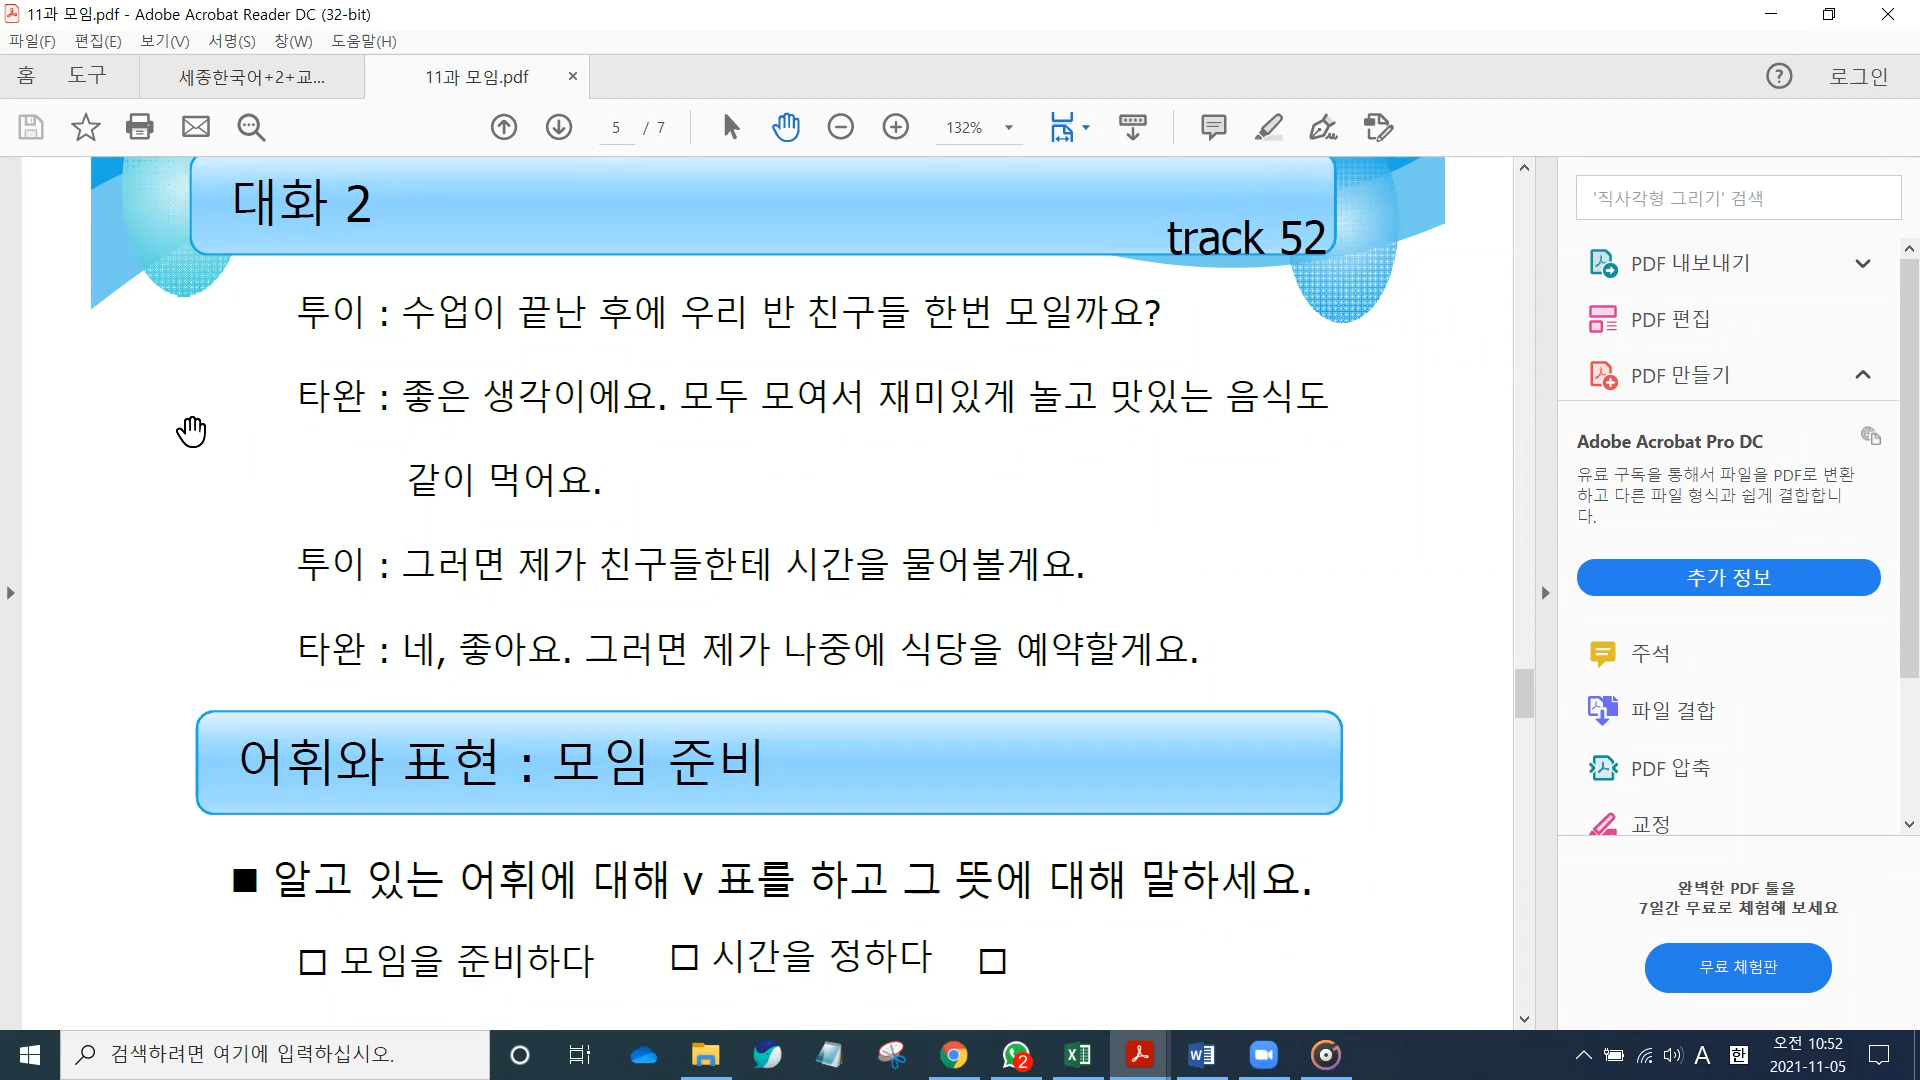 11과 모임.pdf - Adobe Acrobat Reader DC (32-bit)
파일(F) 편집(E) 보기(V) 서명(S) 창(W) 도움말(H)
홈 도구 세종한국어+2+교... 11과 모임.pdf × ? 로그인
5 / 7 132%
대화 2
track 52
투이 : 수업이 끝난 후에 우리 반 친구들 한번 모일까요?
타완 : 좋은 생각이에요. 모두 모여서 재미있게 놀고 맛있는 음식도
같이 먹어요.
투이 : 그러면 제가 친구들한테 시간을 물어볼게요.
타완 : 네, 좋아요. 그러면 제가 나중에 식당을 예약할게요.
어휘와 표현 : 모임 준비
■ 알고 있는 어휘에 대해 v 표를 하고 그 뜻에 대해 말하세요.
□ 모임을 준비하다 □ 시간을 정하다 □
'직사각형 그리기' 검색
PDF 내보내기
PDF 편집
PDF 만들기
Adobe Acrobat Pro DC
유료 구독을 통해서 파일을 PDF로 변환
하고 다른 파일 형식과 쉽게 결합합니
다.
추가 정보
주석
파일 결합
PDF 압축
교정
완벽한 PDF 툴을
7일간 무료로 체험해 보세요
무료 체험판
검색하려면 여기에 입력하십시오.
2
A 한
오전 10:52
2021-11-05